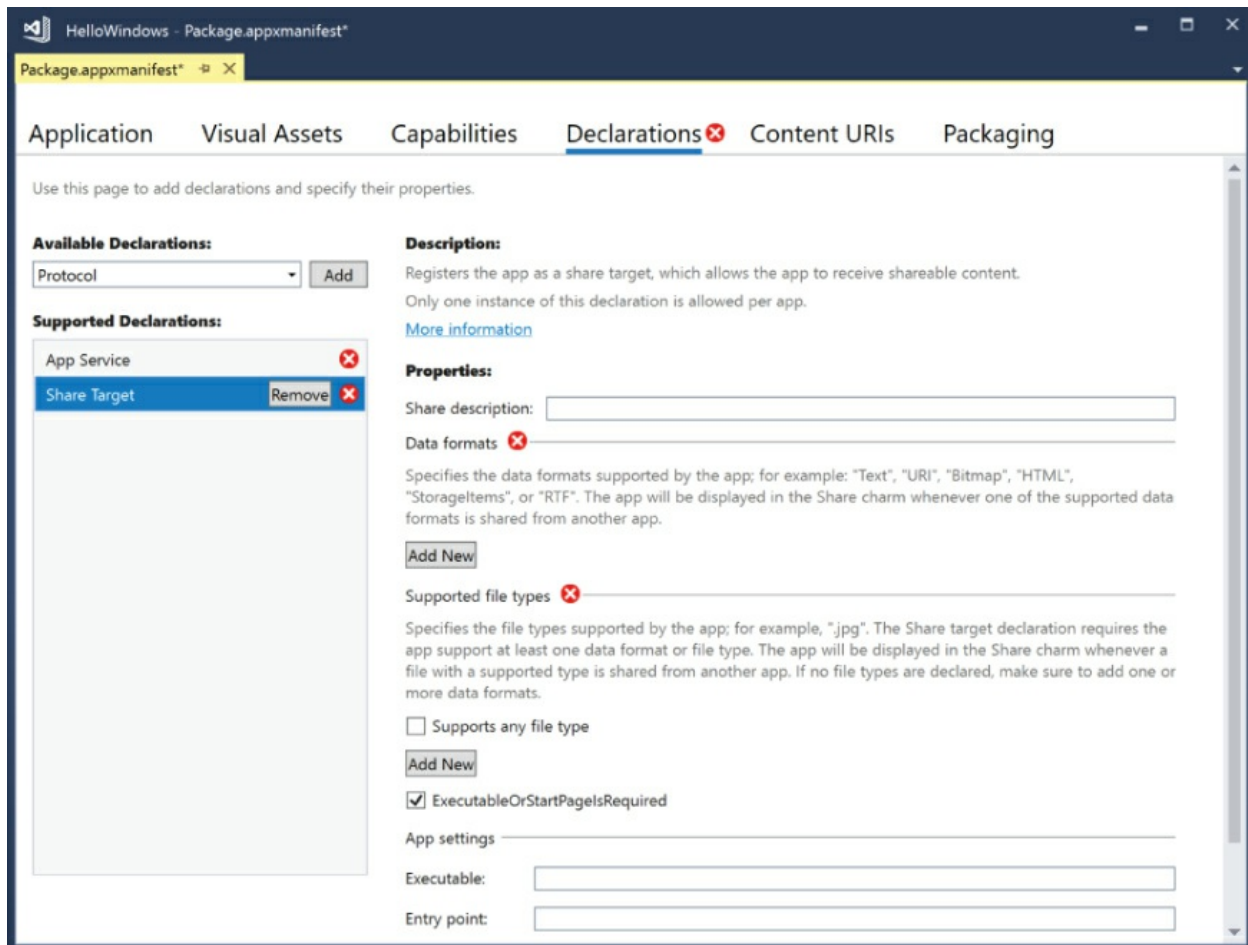 HelloWindows - Package.appxmanifest*
Package.appxmanifest*
Application Visual Assets Capabilities Declarations Content URIs Packaging
Use this page to add declarations and specify their properties.
Available Declarations:
Protocol Add
Supported Declarations:
App Service
Share Target Remove
Description:
Registers the app as a share target, which allows the app to receive shareable content.
Only one instance of this declaration is allowed per app.
More information
Properties:
Share description:
Data formats
Specifies the data formats supported by the app; for example: "Text", "URI", "Bitmap", "HTML",
"StorageItems", or "RTF". The app will be displayed in the Share charm whenever one of the supported data
formats is shared from another app.
Add New
Supported file types
Specifies the file types supported by the app; for example, ".jpg". The Share target declaration requires the
app support at least one data format or file type. The app will be displayed in the Share charm whenever a
file with a supported type is shared from another app. If no file types are declared, make sure to add one or
more data formats.
Supports any file type
Add New
ExecutableOrStartPageIsRequired
App settings
Executable:
Entry point: